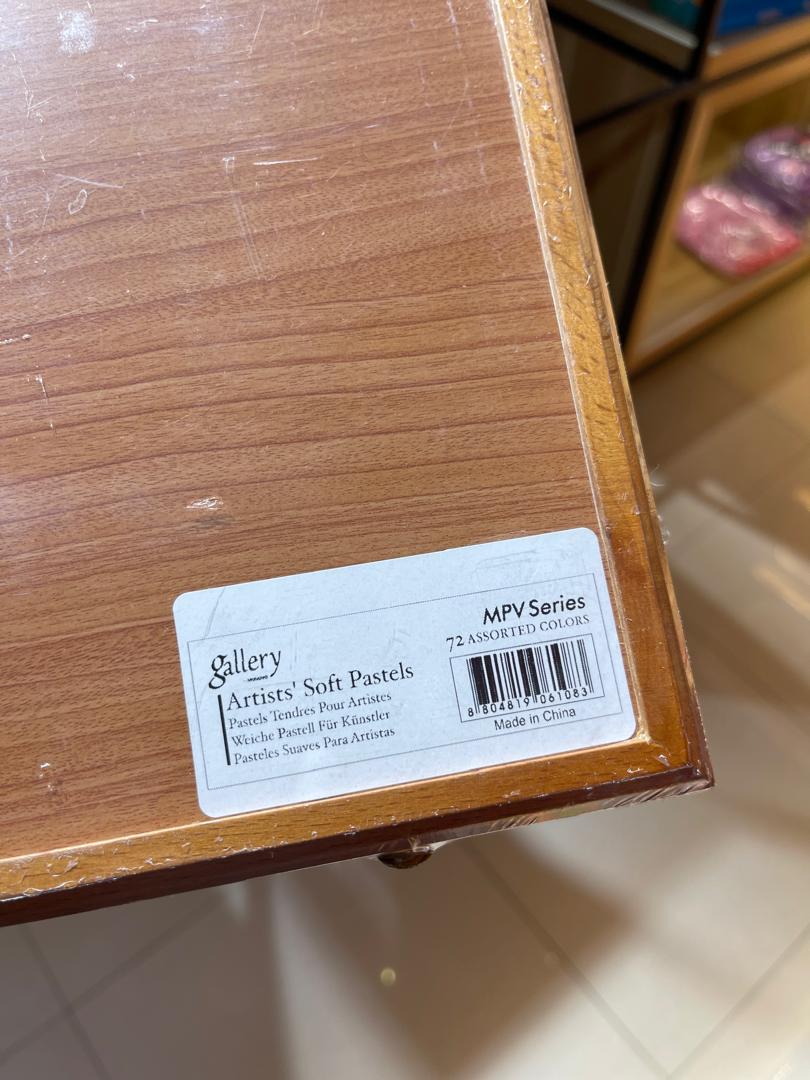 gallery
Artists' Soft Pastels
Pastels Tendres Pour Artistes
Weiche Pastell Für Künstler
Pasteles Suaves Para Artistas
MPV Series
72 ASSORTED COLORS
8 804819 061083
Made in China